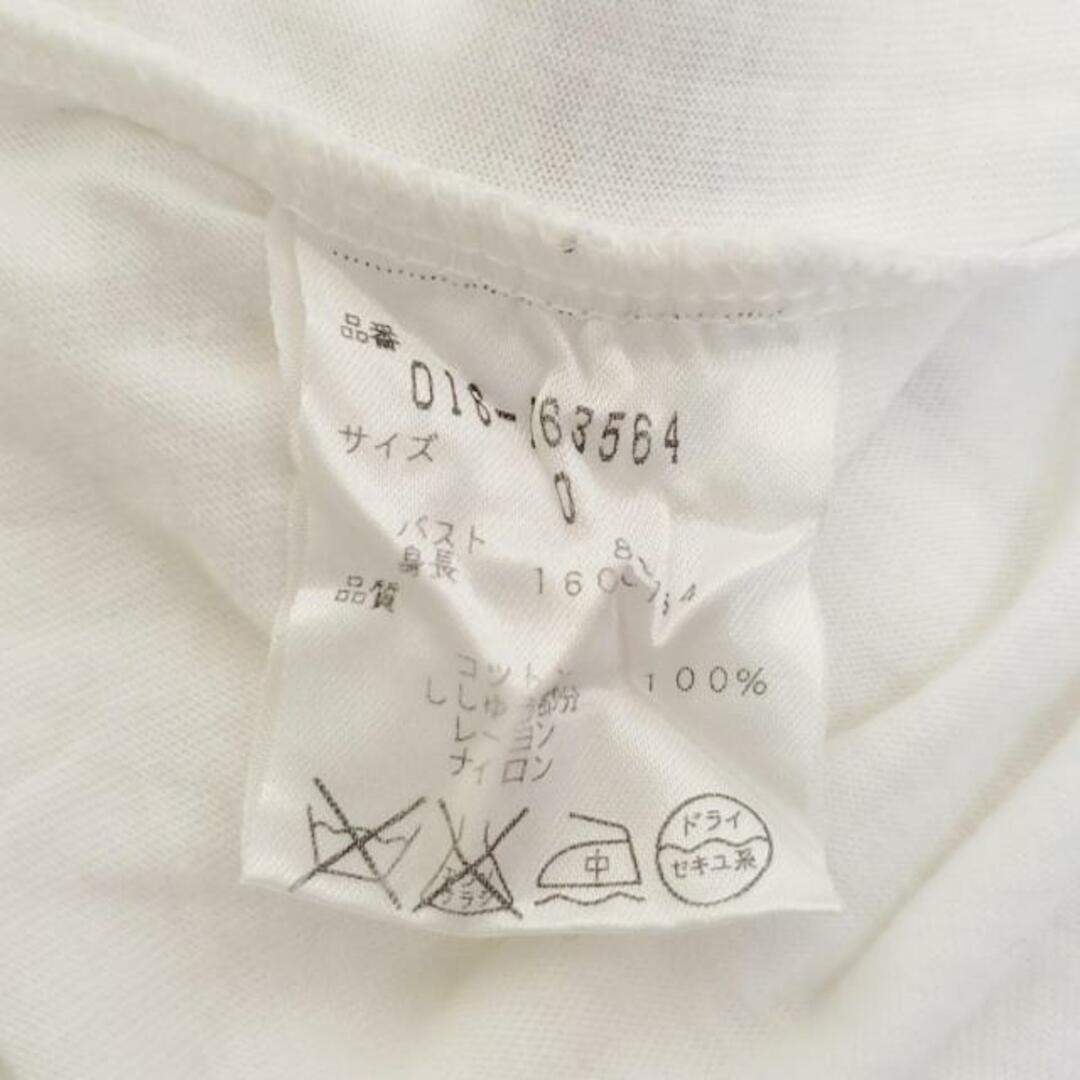 品番
D16-163564
サイズ
0
バスト
身長 160
品質
コットン 100%
ししゅう部分
レーヨン
ナイロン
中
ドライ
セキユ系